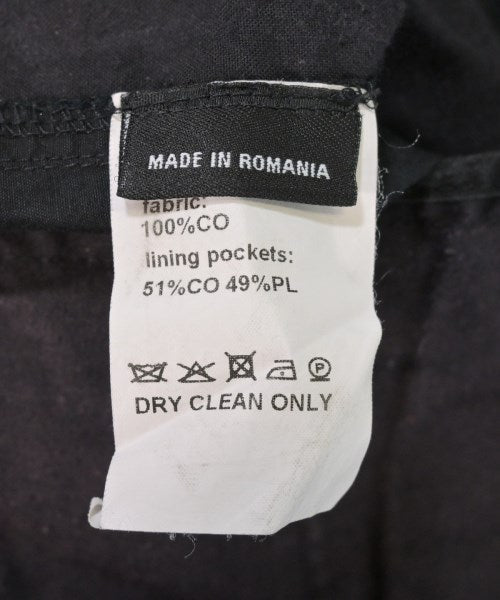 MADE IN ROMANIA
fabric:
100%CO
lining pockets:
51%CO 49%PL
P
DRY CLEAN ONLY